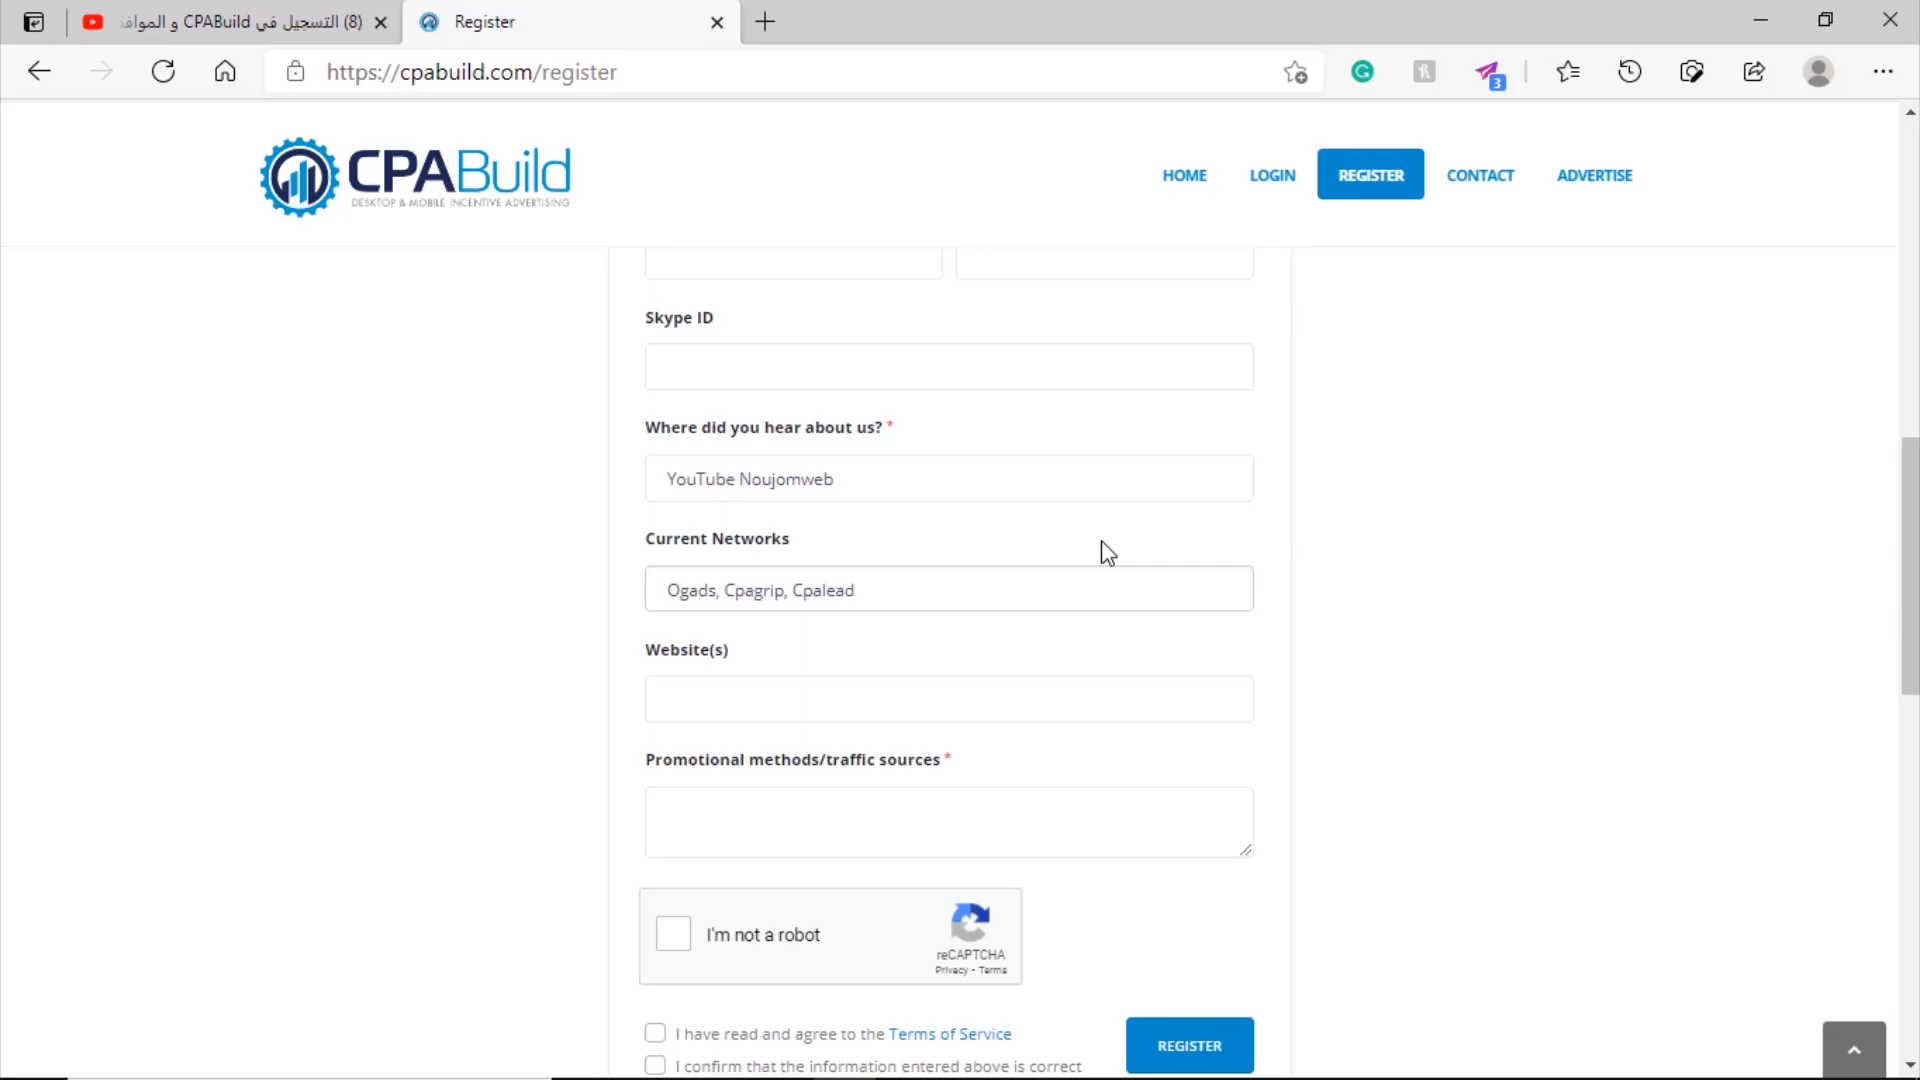 (8) التسجيل في CPABuild و الموافق
Register
https://cpabuild.com/register
3
CPABuild
DESKTOP & MOBILE INCENTIVE ADVERTISING
HOME
LOGIN
REGISTER
CONTACT
ADVERTISE
Skype ID
Where did you hear about us? *
YouTube Noujomweb
Current Networks
Ogads, Cpagrip, Cpalead
Website(s)
Promotional methods/traffic sources *
I'm not a robot
reCAPTCHA
Privacy - Terms
I have read and agree to the Terms of Service
REGISTER
I confirm that the information entered above is correct